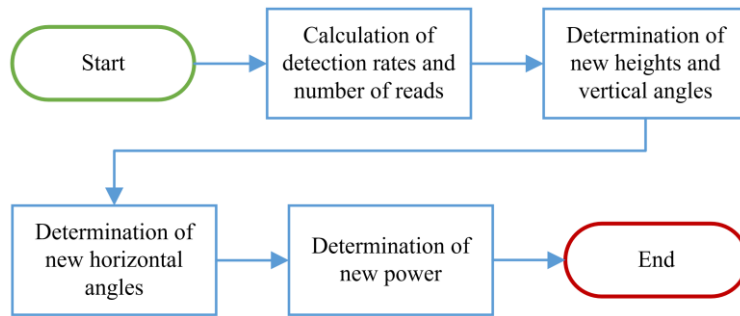 Start
Calculation of
detection rates and
number of reads
Determination of
new heights and
vertical angles
Determination of
new horizontal
angles
Determination of
new power
End